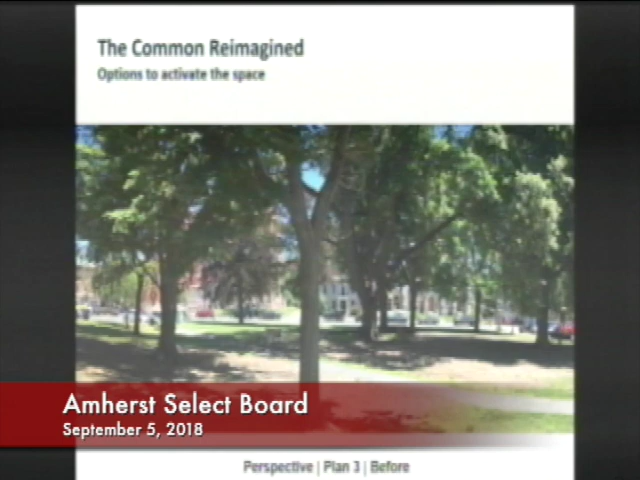 The Common Reimagined
Options to activate the space
Amherst Select Board
September 5, 2018
Perspective | Plan 3 | Before